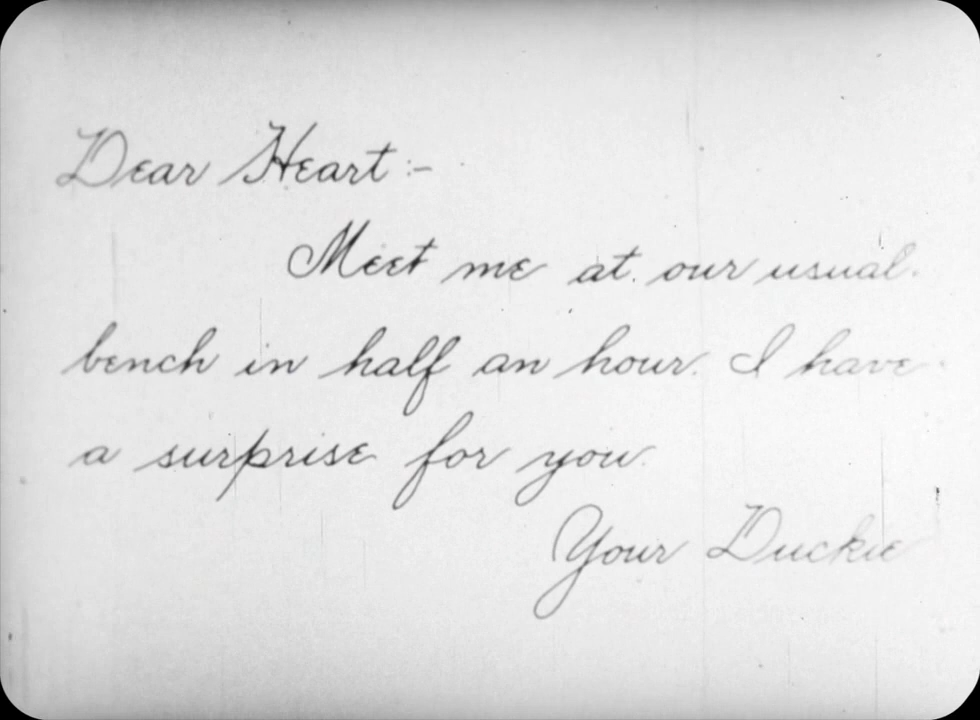 Dear Heart:-
Meet me at our usual
bench in half an hour. I have
a surprise for you.
Your Duckie